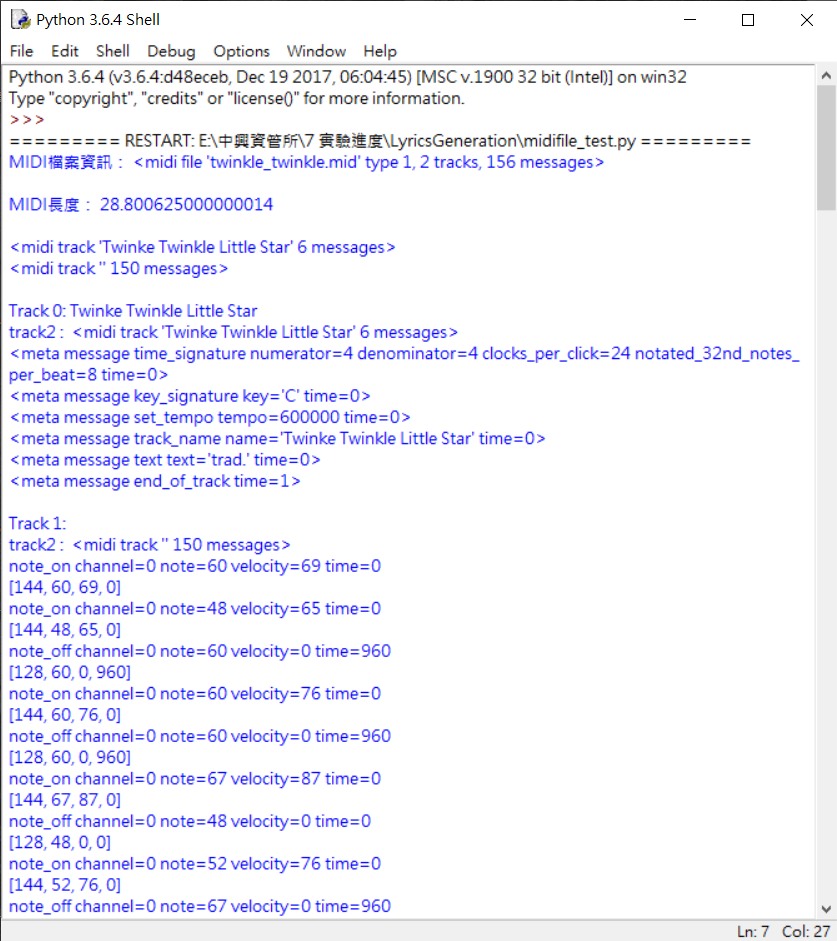 Python 3.6.4 Shell
File Edit Shell Debug Options Window Help
Python 3.6.4 (v3.6.4:d48eceb, Dec 19 2017, 06:04:45) [MSC v.1900 32 bit (Intel)] on win32
Type "copyright", "credits" or "license()" for more information.
>>>
========= RESTART: E:\中興資管所\7 實驗進度\LyricsGeneration\midifile_test.py =========
MIDI檔案資訊： <midi file 'twinkle_twinkle.mid' type 1, 2 tracks, 156 messages>
MIDI長度： 28.800625000000014
<midi track 'Twinke Twinkle Little Star' 6 messages>
<midi track '' 150 messages>
Track 0: Twinke Twinkle Little Star
track2 : <midi track 'Twinke Twinkle Little Star' 6 messages>
<meta message time_signature numerator=4 denominator=4 clocks_per_click=24 notated_32nd_notes_
per_beat=8 time=0>
<meta message key_signature key='C' time=0>
<meta message set_tempo tempo=600000 time=0>
<meta message track_name name='Twinke Twinkle Little Star' time=0>
<meta message text text='trad.' time=0>
<meta message end_of_track time=1>
Track 1:
track2 : <midi track '' 150 messages>
note_on channel=0 note=60 velocity=69 time=0
[144, 60, 69, 0]
note_on channel=0 note=48 velocity=65 time=0
[144, 48, 65, 0]
note_off channel=0 note=60 velocity=0 time=960
[128, 60, 0, 960]
note_on channel=0 note=60 velocity=76 time=0
[144, 60, 76, 0]
note_off channel=0 note=60 velocity=0 time=960
[128, 60, 0, 960]
note_on channel=0 note=67 velocity=87 time=0
[144, 67, 87, 0]
note_off channel=0 note=48 velocity=0 time=0
[128, 48, 0, 0]
note_on channel=0 note=52 velocity=76 time=0
[144, 52, 76, 0]
note_off channel=0 note=67 velocity=0 time=960
Ln: 7 Col: 27